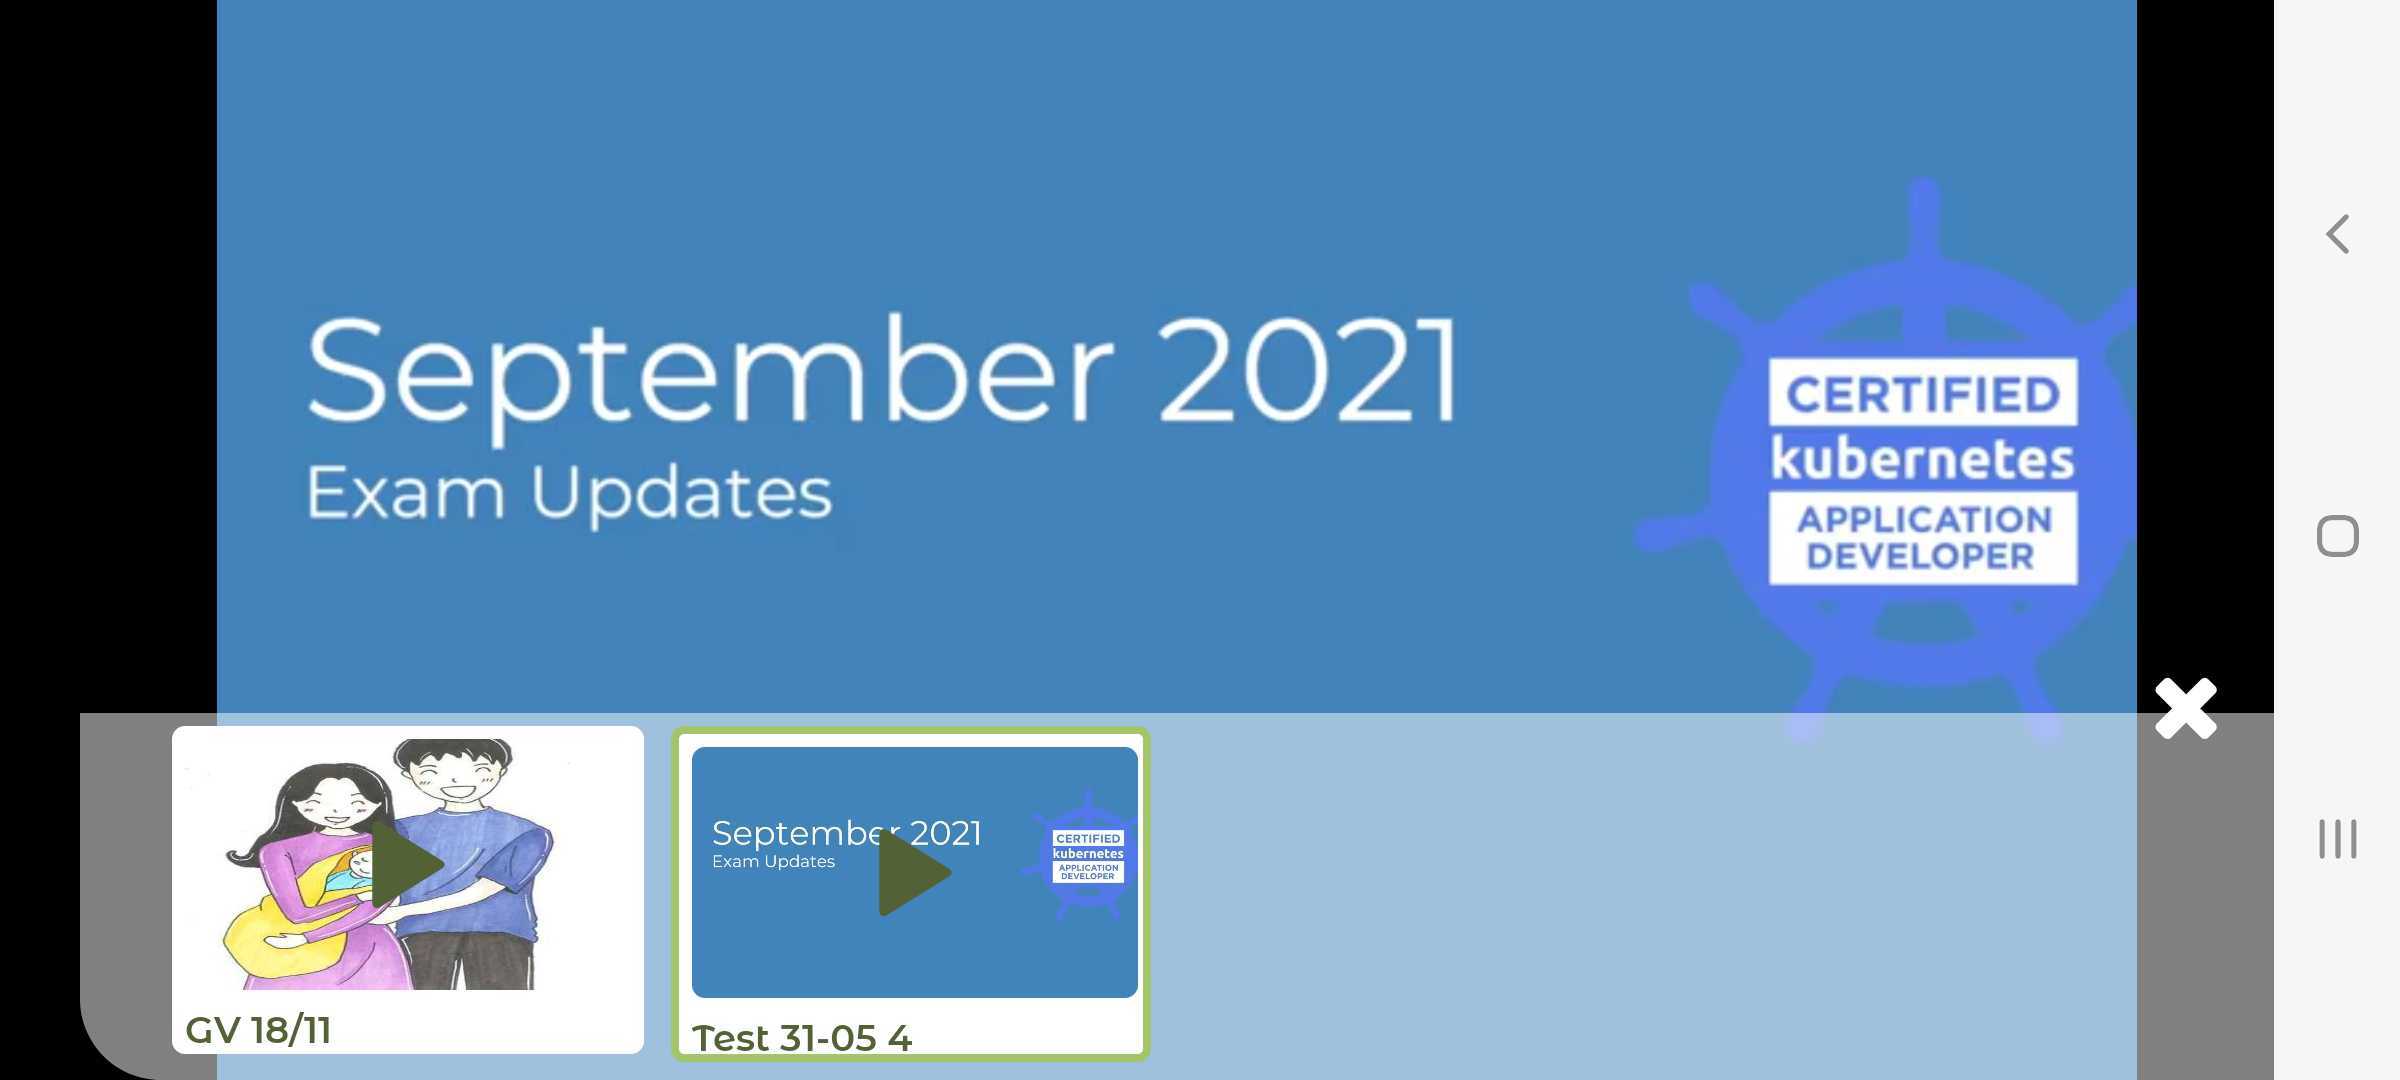 September 2021
Exam Updates
CERTIFIED
kubernetes
APPLICATION
DEVELOPER
GV 18/11
September 2021
Exam Updates
CERTIFIED
kubernetes
APPLICATION
DEVELOPER
Test 31-05 4